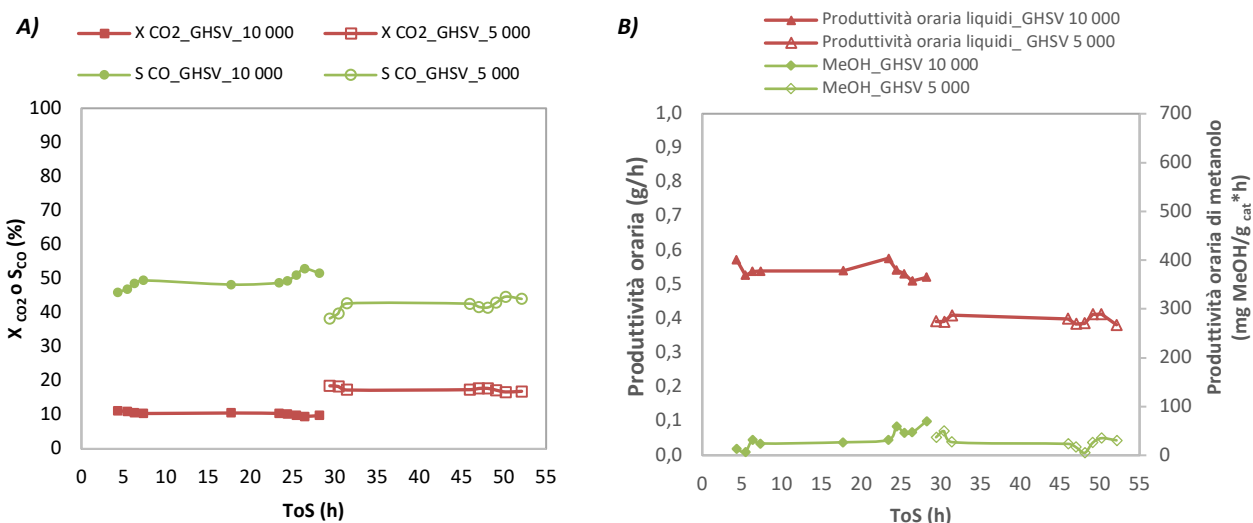 A)
X CO2_GHSV_10 000
X CO2_GHSV_5 000
S CO_GHSV_10 000
S CO_GHSV_5 000
100
90
80
70
60
50
40
30
20
10
0
X CO2 o SCO (%)
0 5 10 15 20 25 30 35 40 45 50 55
ToS (h)
B)
Produttività oraria liquidi_GHSV 10 000
Produttività oraria liquidi_ GHSV 5 000
MeOH_GHSV 10 000
MeOH_GHSV 5 000
1,0
0,9
0,8
0,7
0,6
0,5
0,4
0,3
0,2
0,1
0,0
Produttività oraria (g/h)
700
600
500
400
300
200
100
0
Produttività oraria di metanolo
(mg MeOH/g cat*h)
0 5 10 15 20 25 30 35 40 45 50 55
ToS (h)